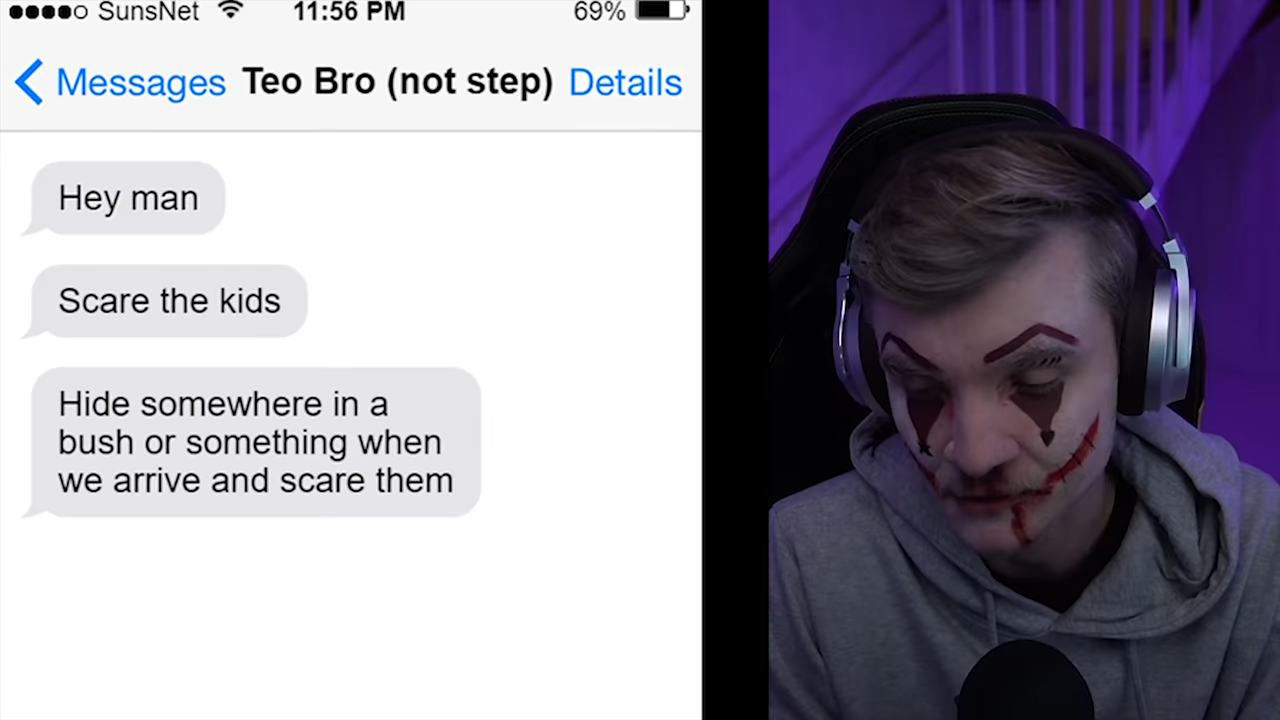 SunsNet 11:56 PM 69%
Messages Teo Bro (not step) Details
Hey man
Scare the kids
Hide somewhere in a
bush or something when
we arrive and scare them